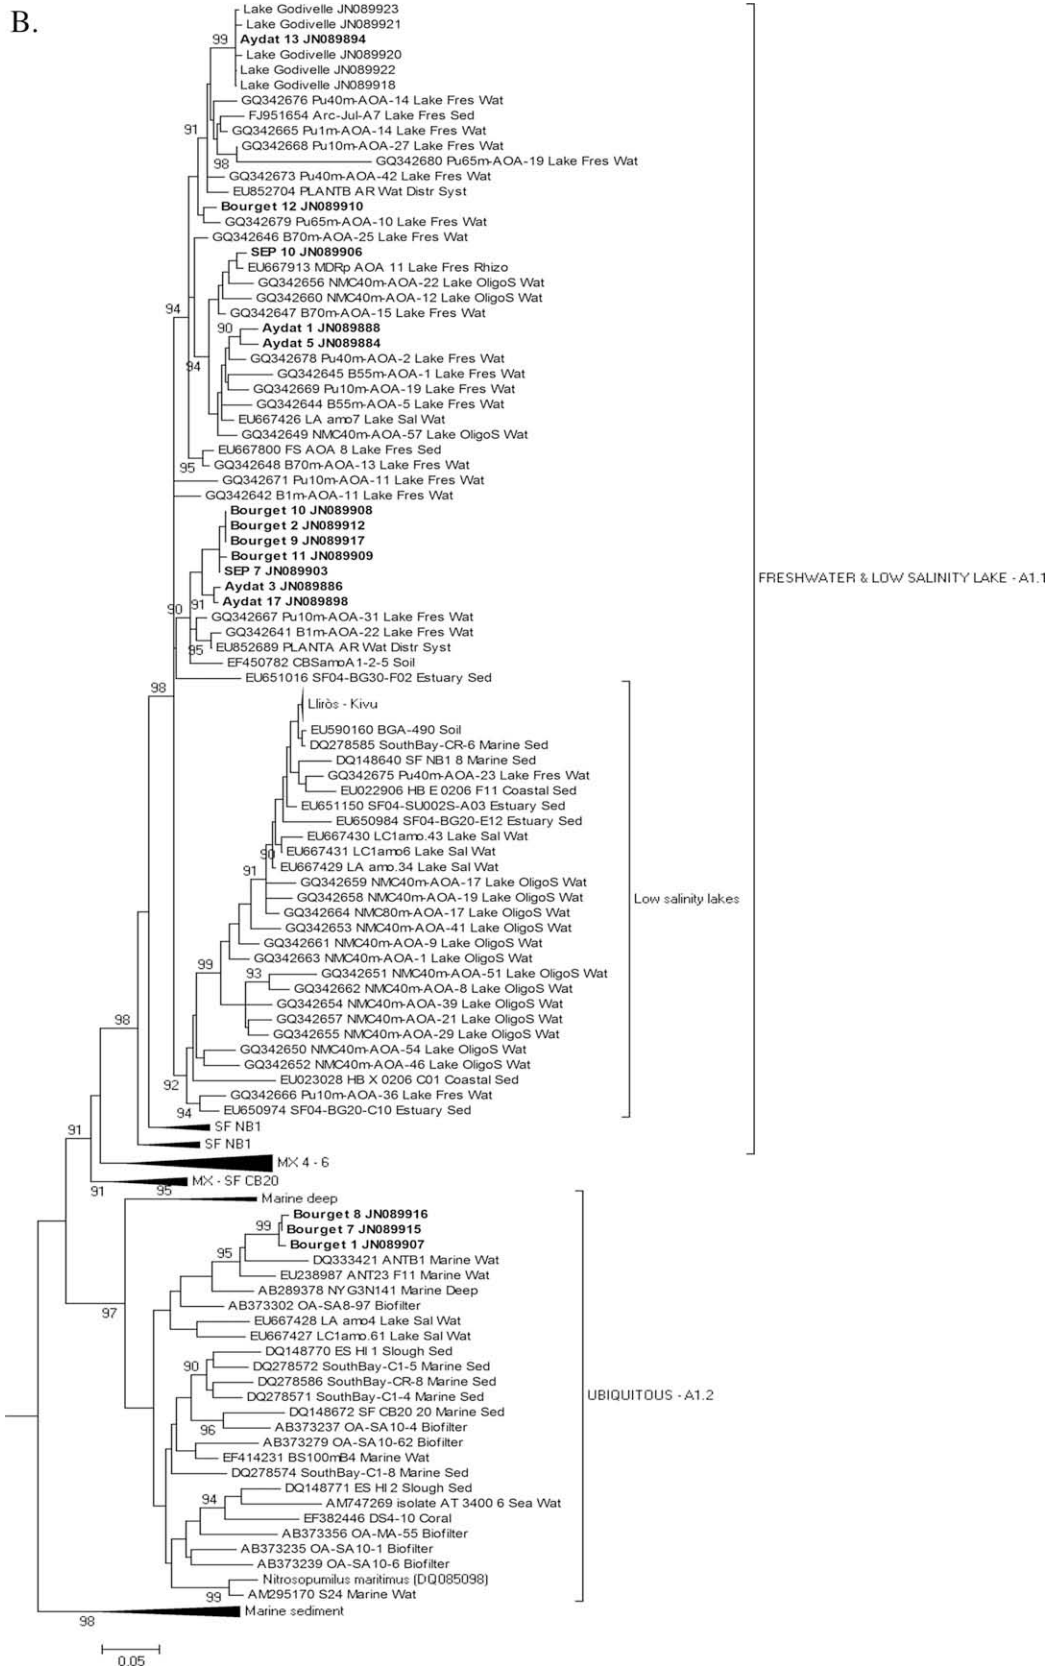 B.
Lake Godivelle JN089923
Lake Godivelle JN089921
99
Aydat 13 JN089894
Lake Godivelle JN089920
Lake Godivelle JN089922
Lake Godivelle JN089918
GQ342676 Pu40m-AOA-14 Lake Fres Wat
FJ951654 Arc-Jul-A7 Lake Fres Sed
91
GQ342665 Pu1m-AOA-14 Lake Fres Wat
GQ342668 Pu10m-AOA-27 Lake Fres Wat
98
GQ342680 Pu65m-AOA-19 Lake Fres Wat
GQ342673 Pu40m-AOA-42 Lake Fres Wat
EU852704 PLANTB AR Wat Distr Syst
Bourget 12 JN089910
GQ342679 Pu65m-AOA-10 Lake Fres Wat
GQ342646 B70m-AOA-25 Lake Fres Wat
SEP 10 JN089906
EU667913 MDRp AOA 11 Lake Fres Rhizo
GQ342656 NMC40m-AOA-22 Lake OligoS Wat
GQ342660 NMC40m-AOA-12 Lake OligoS Wat
94
GQ342647 B70m-AOA-15 Lake Fres Wat
90
Aydat 1 JN089888
Aydat 5 JN089884
GQ342678 Pu40m-AOA-2 Lake Fres Wat
94
GQ342645 B55m-AOA-1 Lake Fres Wat
GQ342669 Pu10m-AOA-19 Lake Fres Wat
GQ342644 B55m-AOA-5 Lake Fres Wat
EU667426 LA amo7 Lake Sal Wat
GQ342649 NMC40m-AOA-57 Lake OligoS Wat
EU667800 FS AOA 8 Lake Fres Sed
95
GQ342648 B70m-AOA-13 Lake Fres Wat
GQ342671 Pu10m-AOA-11 Lake Fres Wat
GQ342642 B1m-AOA-11 Lake Fres Wat
Bourget 10 JN089908
Bourget 2 JN089912
Bourget 9 JN089917
Bourget 11 JN089909
SEP 7 JN089903
FRESHWATER & LOW SALINITY LAKE - A1.1
Aydat 3 JN089886
90
91
Aydat 17 JN089898
GQ342667 Pu10m-AOA-31 Lake Fres Wat
GQ342641 B1m-AOA-22 Lake Fres Wat
95
EU852689 PLANTA AR Wat Distr Syst
EF450782 CBSamoA1-2-5 Soil
EU651016 SF04-BG30-F02 Estuary Sed
98
Lliròs - Kivu
EU590160 BGA-490 Soil
DQ278585 SouthBay-CR-6 Marine Sed
DQ148640 SF NB1 8 Marine Sed
GQ342675 Pu40m-AOA-23 Lake Fres Wat
EU022906 HB E 0206 F11 Coastal Sed
EU651150 SF04-SU002S-A03 Estuary Sed
EU650984 SF04-BG20-E12 Estuary Sed
EU667430 LC1amo.43 Lake Sal Wat
90
EU667431 LC1amo6 Lake Sal Wat
91
EU667429 LA amo.34 Lake Sal Wat
GQ342659 NMC40m-AOA-17 Lake OligoS Wat
GQ342658 NMC40m-AOA-19 Lake OligoS Wat
Low salinity lakes
GQ342664 NMC80m-AOA-17 Lake OligoS Wat
GQ342653 NMC40m-AOA-41 Lake OligoS Wat
GQ342661 NMC40m-AOA-9 Lake OligoS Wat
99
GQ342663 NMC40m-AOA-1 Lake OligoS Wat
93
GQ342651 NMC40m-AOA-51 Lake OligoS Wat
GQ342662 NMC40m-AOA-8 Lake OligoS Wat
GQ342654 NMC40m-AOA-39 Lake OligoS Wat
98
GQ342657 NMC40m-AOA-21 Lake OligoS Wat
GQ342655 NMC40m-AOA-29 Lake OligoS Wat
GQ342650 NMC40m-AOA-54 Lake OligoS Wat
GQ342652 NMC40m-AOA-46 Lake OligoS Wat
92
EU023028 HB X 0206 C01 Coastal Sed
GQ342666 Pu10m-AOA-36 Lake Fres Wat
94
EU650974 SF04-BG20-C10 Estuary Sed
91
SF NB1
SF NB1
MX 4 - 6
91
MX - SF CB20
95
Marine deep
Bourget 8 JN089916
99
Bourget 7 JN089915
Bourget 1 JN089907
95
DQ333421 ANTB1 Marine Wat
EU238987 ANT23 F11 Marine Wat
AB289378 NYG3N141 Marine Deep
97
AB373302 OA-SA8-97 Biofilter
EU667428 LA amo4 Lake Sal Wat
EU667427 LC1amo.61 Lake Sal Wat
DQ148770 ES HI 1 Slough Sed
90
DQ278572 SouthBay-C1-5 Marine Sed
DQ278586 SouthBay-CR-8 Marine Sed
DQ278571 SouthBay-C1-4 Marine Sed
UBIQUITOUS - A1.2
DQ148672 SF CB20 20 Marine Sed
96
AB373237 OA-SA10-4 Biofilter
AB373279 OA-SA10-62 Biofilter
EF414231 BS100mB4 Marine Wat
DQ278574 SouthBay-C1-8 Marine Sed
DQ148771 ES HI 2 Slough Sed
94
AM747269 isolate AT 3400 6 Sea Wat
EF382446 DS4-10 Coral
AB373356 OA-MA-55 Biofilter
AB373235 OA-SA10-1 Biofilter
AB373239 OA-SA10-6 Biofilter
Nitrosopumilus maritimus (DQ085098)
99
AM295170 S24 Marine Wat
98
Marine sediment
0.05